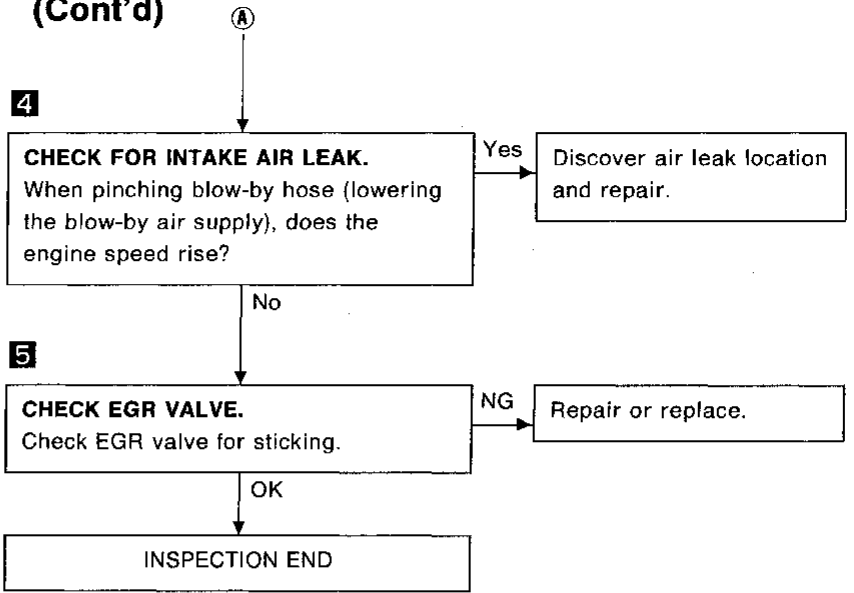 (Cont'd)
Ⓐ
4
CHECK FOR INTAKE AIR LEAK.
When pinching blow-by hose (lowering
the blow-by air supply), does the
engine speed rise?
Yes
Discover air leak location
and repair.
No
5
CHECK EGR VALVE.
Check EGR valve for sticking.
NG
Repair or replace.
OK
INSPECTION END